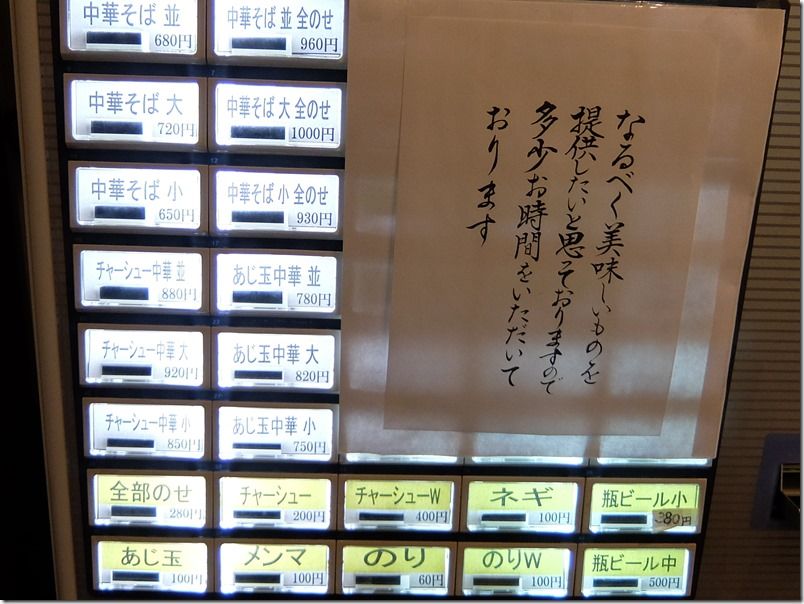 中華そば 並
680円
中華そば 並 全のせ
960円
中華そば 大
720円
中華そば 大 全のせ
1000円
中華そば 小
650円
中華そば 小 全のせ
930円
チャーシュー中華 並
880円
あじ玉中華 並
780円
チャーシュー中華 大
920円
あじ玉中華 大
820円
チャーシュー中華 小
850円
あじ玉中華 小
750円
全部のせ
280円
チャーシュー
200円
チャーシューW
400円
ネギ
100円
瓶ビール小
380円
あじ玉
100円
メンマ
100円
のり
60円
のりW
100円
瓶ビール中
500円
なるべく美味しいものを
提供したいと思っておりますので
多少お時間をいただいて
おります